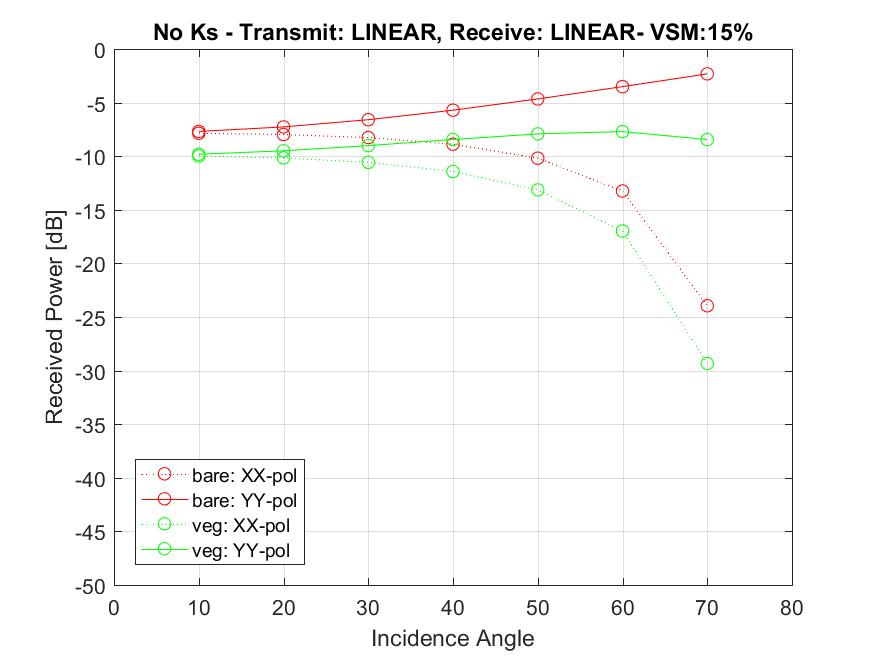 No Ks - Transmit: LINEAR, Receive: LINEAR- VSM:15%
0
-5
-10
-15
-20
-25
-30
-35
-40
-45
-50
Received Power [dB]
bare: XX-pol
bare: YY-pol
veg: XX-pol
veg: YY-pol
0 10 20 30 40 50 60 70 80
Incidence Angle